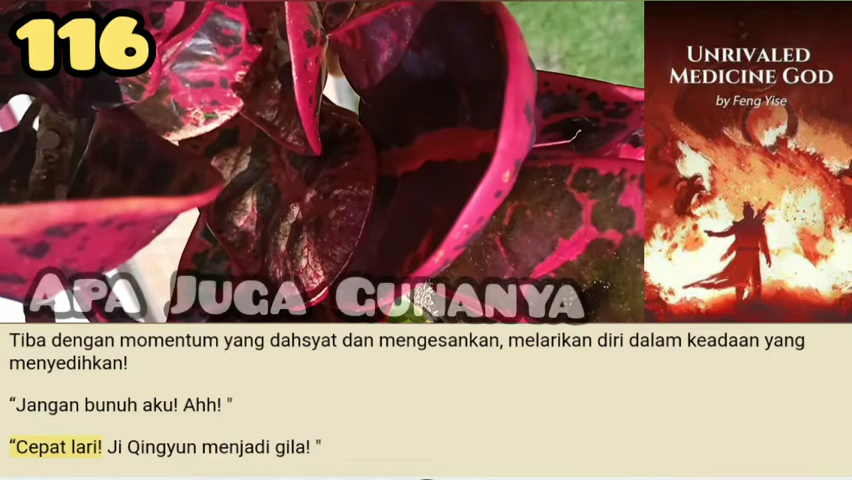 116
UNRIVALED
MEDICINE GOD
by Feng Yise
APA JUGA GUNANYA
Tiba dengan momentum yang dahsyat dan mengesankan, melarikan diri dalam keadaan yang
menyedihkan!
“Jangan bunuh aku! Ahh! "
“Cepat lari! Ji Qingyun menjadi gila! "